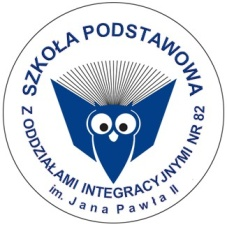 SZKOŁA PODSTAWOWA
Z ODDZIAŁAMI INTEGRACYJNYMI NR 82
im. Jana Pawła II